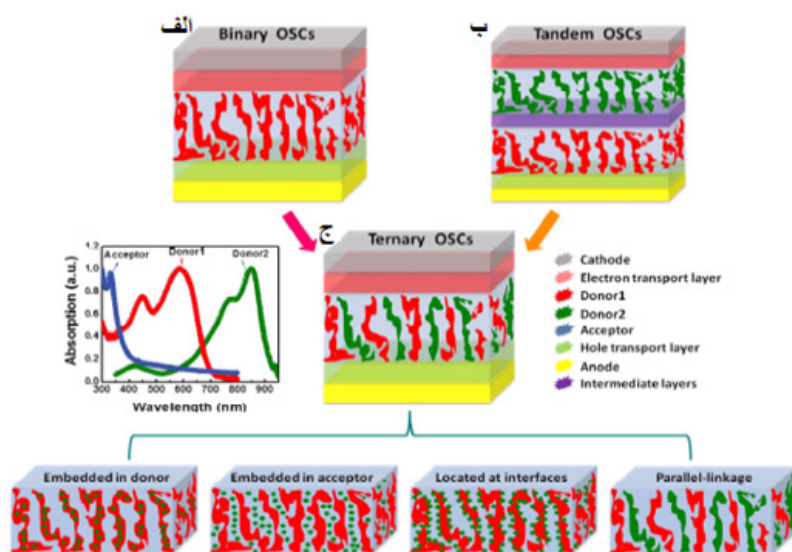 الف
Binary OSCs
ب
Tandem OSCs
ج
Ternary OSCs
Acceptor
Donor1
Donor2
1.2
1.0
0.8
0.6
0.4
0.2
0.0
Absorption (a.u.)
300 400 500 600 700 800 900
Wavelength (nm)
Cathode
Electron transport layer
Donor1
Donor2
Acceptor
Hole transport layer
Anode
Intermediate layers
Embedded in donor
Embedded in acceptor
Located at interfaces
Parallel-linkage